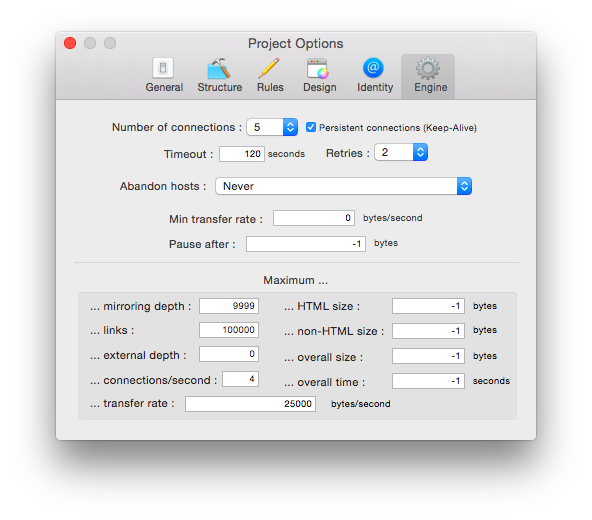 Project Options
General Structure Rules Design @ Identity Engine
Number of connections : 5 Persistent connections (Keep-Alive)
Timeout : 120 seconds Retries : 2
Abandon hosts : Never
Min transfer rate : 0 bytes/second
Pause after : -1 bytes
Maximum ...
... mirroring depth : 9999 ... HTML size : -1 bytes
... links : 100000 ... non-HTML size : -1 bytes
... external depth : 0 ... overall size : -1 bytes
... connections/second : 4 ... overall time : -1 seconds
... transfer rate : 25000 bytes/second